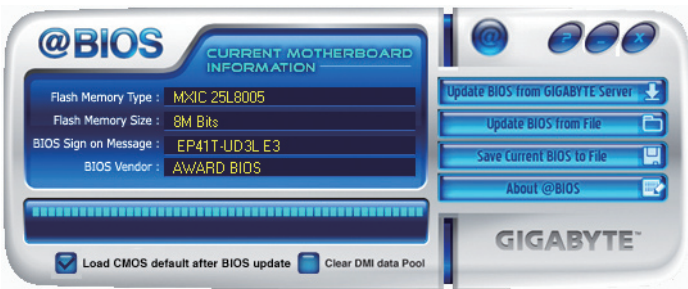 @BIOS
CURRENT MOTHERBOARD
INFORMATION
Flash Memory Type : MXIC 25L8005
Flash Memory Size : 8M Bits
BIOS Sign on Message : EP41T-UD3L E3
BIOS Vendor : AWARD BIOS
Load CMOS default after BIOS update
Clear DMI data Pool
@
?
_
X
Update BIOS from GIGABYTE Server
Update BIOS from File
Save Current BIOS to File
About @BIOS
GIGABYTE™